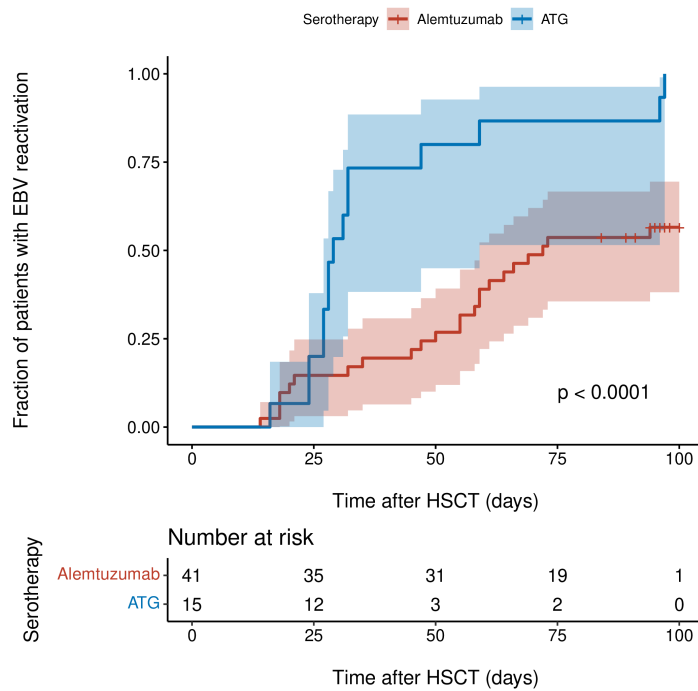 Serotherapy Alemtuzumab ATG
Fraction of patients with EBV reactivation
1.00
0.75
0.50
0.25
0.00
p < 0.0001
0 25 50 75 100
Time after HSCT (days)
Number at risk
Serotherapy
Alemtuzumab 41 35 31 19 1
ATG 15 12 3 2 0
0 25 50 75 100
Time after HSCT (days)